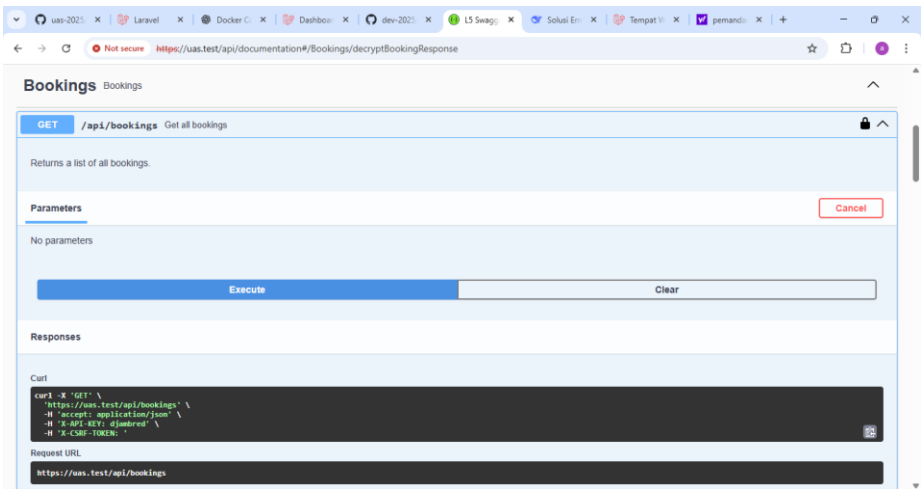 uas-2025
Laravel
Docker C
Dashboar
dev-2025
L5 Swagg
Solusi Err
Tempat W
pemanda
Not secure
https://uas.test/api/documentation#/Bookings/decryptBookingResponse
Bookings Bookings
GET /api/bookings Get all bookings
Returns a list of all bookings.
Parameters
Cancel
No parameters
Execute
Clear
Responses
Curl
curl -X 'GET' \
'https://uas.test/api/bookings' \
-H 'accept: application/json' \
-H 'X-API-KEY: djambred' \
-H 'X-CSRF-TOKEN: '
Request URL
https://uas.test/api/bookings